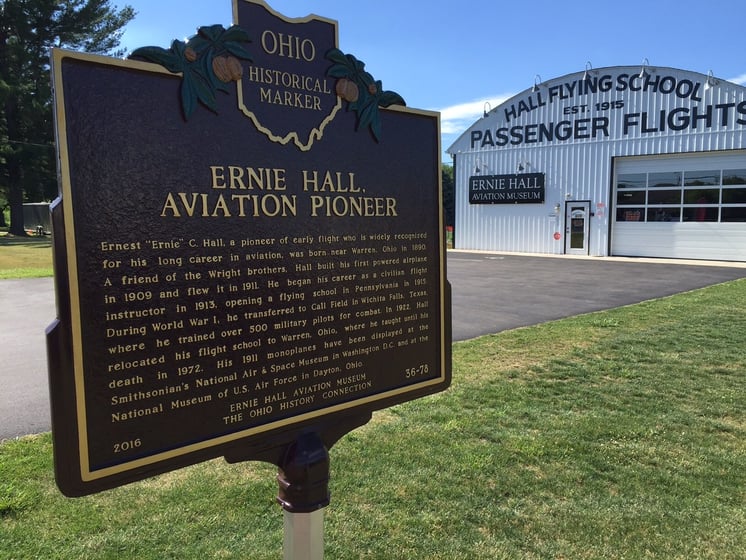 OHIO
HISTORICAL
MARKER
ERNIE HALL,
AVIATION PIONEER
Ernest "Ernie" C. Hall, a pioneer of early flight who is widely recognized
for his long career in aviation, was born near Warren, Ohio in 1890.
A friend of the Wright brothers, Hall built his first powered airplane
in 1909 and flew it in 1911. He began his career as a civilian flight
instructor in 1913, opening a flying school in Pennsylvania in 1915.
During World War I, he transferred to Call Field in Wichita Falls, Texas,
where he trained over 500 military pilots for combat. In 1922, Hall
relocated his flight school to Warren, Ohio, where he taught until his
death in 1972. His 1911 monoplanes have been displayed at the
Smithsonian's National Air & Space Museum in Washington D.C. and at the
National Museum of U.S. Air Force in Dayton, Ohio.
ERNIE HALL AVIATION MUSEUM
THE OHIO HISTORY CONNECTION
36-78
2016
HALL FLYING SCHOOL
EST. 1915
PASSENGER FLIGHTS
ERNIE HALL
AVIATION MUSEUM